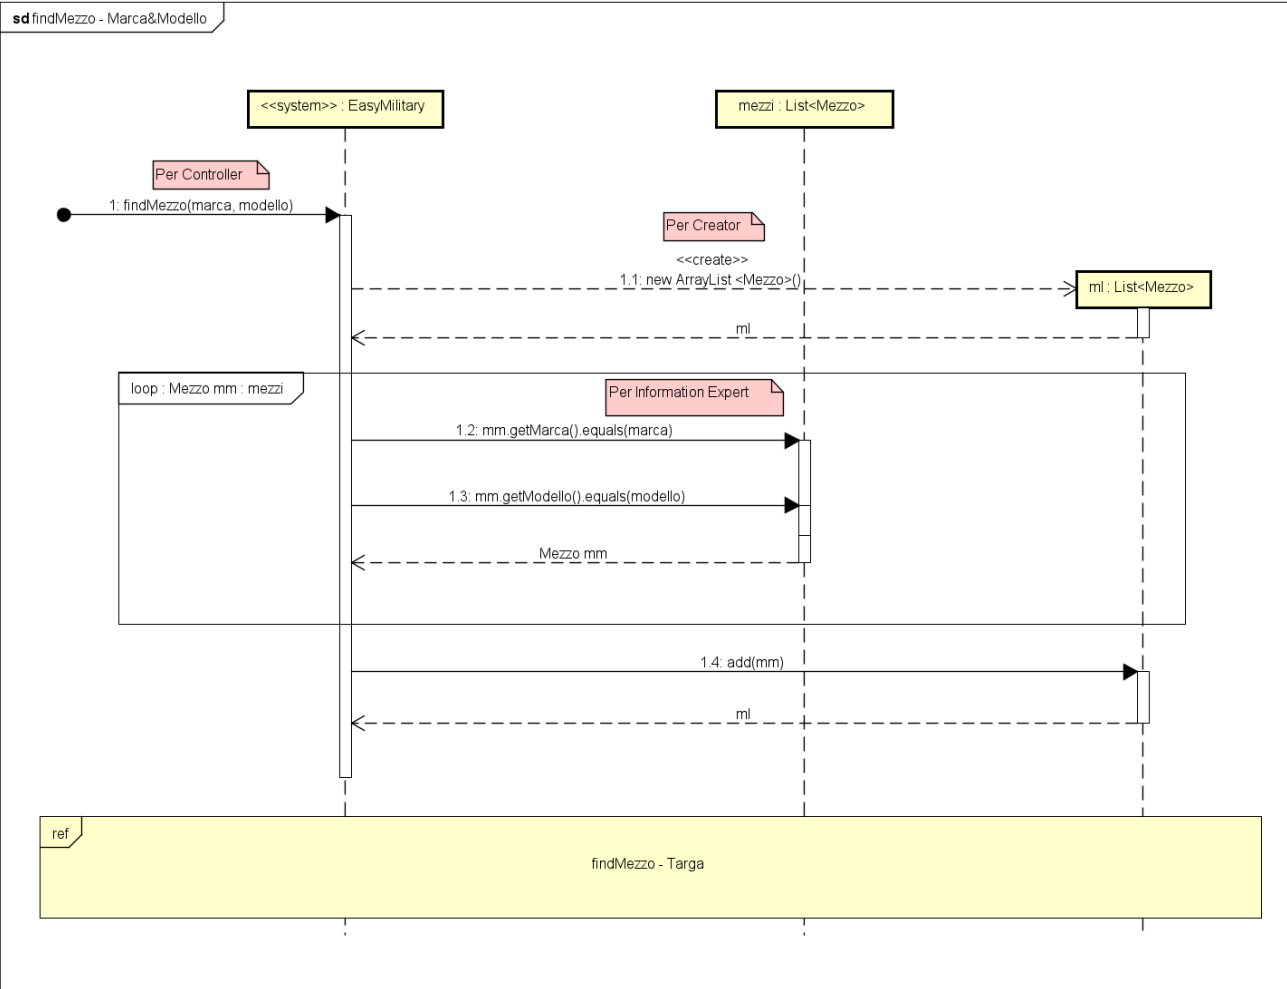 sd findMezzo - Marca&Modello
<<system>> : EasyMilitary
mezzi : List<Mezzo>
Per Controller
1: findMezzo(marca, modello)
Per Creator
<<create>>
1.1: new ArrayList <Mezzo>()
ml : List<Mezzo>
ml
loop : Mezzo mm : mezzi
Per Information Expert
1.2: mm.getMarca().equals(marca)
1.3: mm.getModello().equals(modello)
Mezzo mm
1.4: add(mm)
ml
ref
findMezzo - Targa